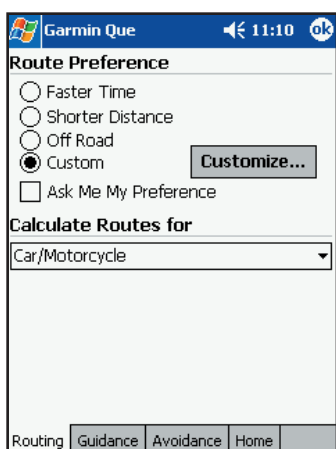 Garmin Que 11:10 ok
Route Preference
Faster Time
Shorter Distance
Off Road
Custom Customize...
Ask Me My Preference
Calculate Routes for
Car/Motorcycle
Routing Guidance Avoidance Home